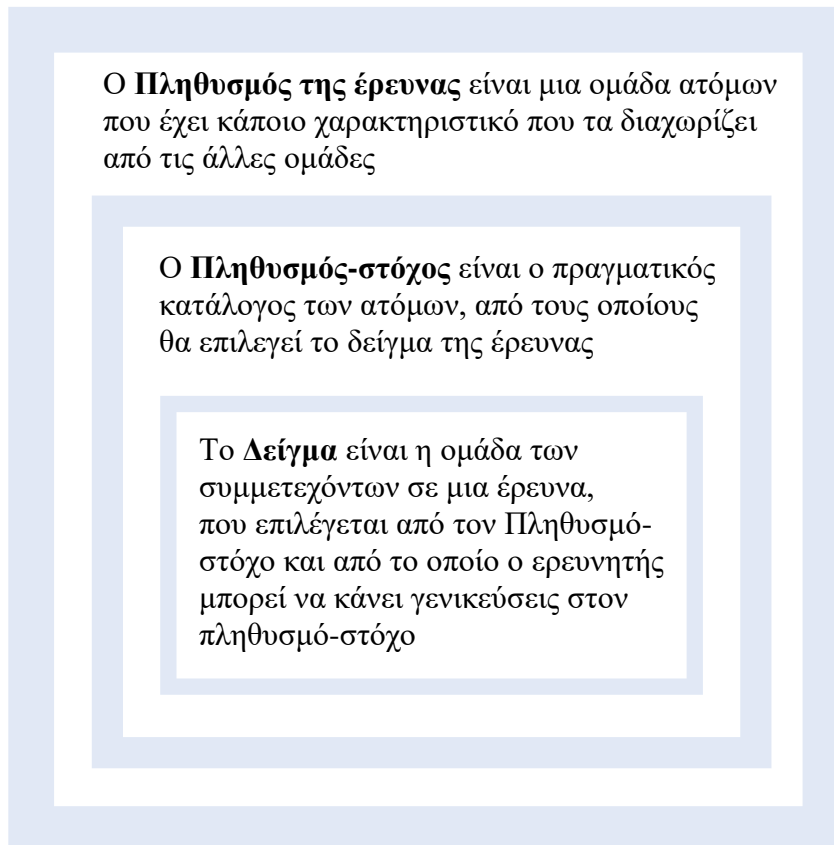 Ο Πληθυσμός της έρευνας είναι μια ομάδα ατόμων
που έχει κάποιο χαρακτηριστικό που τα διαχωρίζει
από τις άλλες ομάδες
Ο Πληθυσμός-στόχος είναι ο πραγματικός
κατάλογος των ατόμων, από τους οποίους
θα επιλεγεί το δείγμα της έρευνας
Το Δείγμα είναι η ομάδα των
συμμετεχόντων σε μια έρευνα,
που επιλέγεται από τον Πληθυσμό-
στόχο και από το οποίο ο ερευνητής
μπορεί να κάνει γενικεύσεις στον
πληθυσμό-στόχο